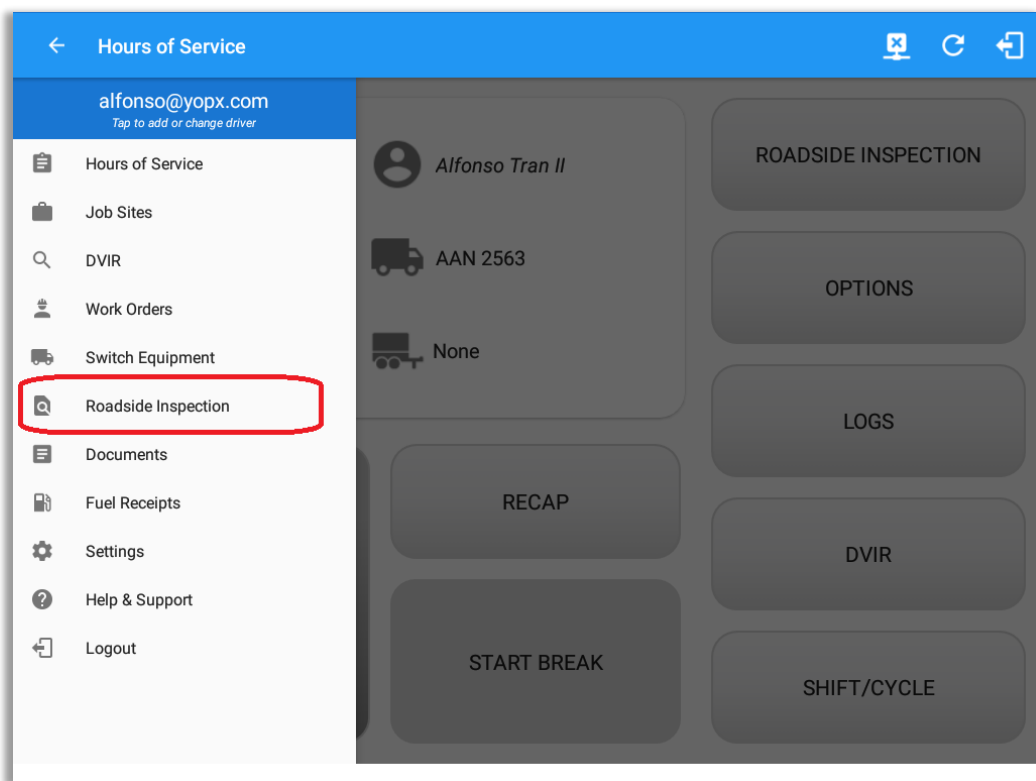 Hours of Service
alfonso@yopx.com
Tap to add or change driver
Hours of Service
Job Sites
DVIR
Work Orders
Switch Equipment
Roadside Inspection
Documents
Fuel Receipts
Settings
Help & Support
Logout
Alfonso Tran II
AAN 2563
None
RECAP
START BREAK
ROADSIDE INSPECTION
OPTIONS
LOGS
DVIR
SHIFT/CYCLE